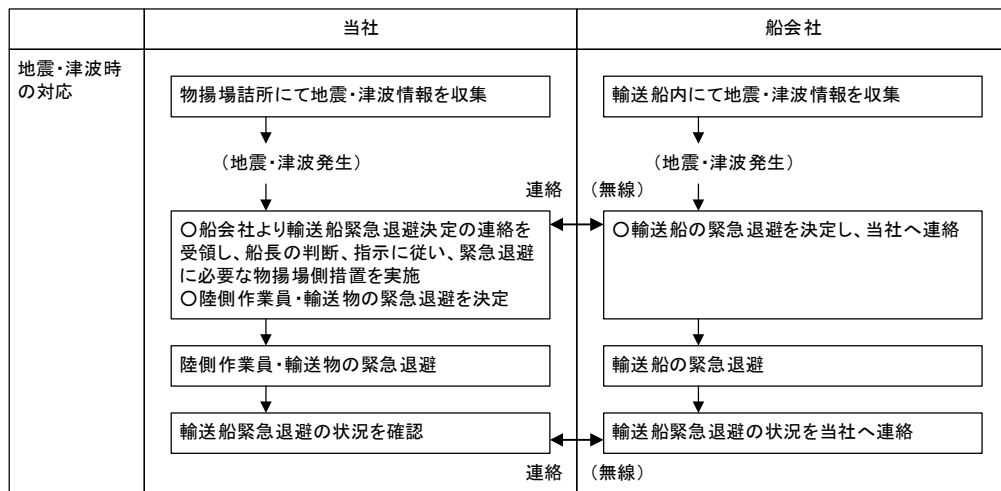 当社
船会社
地震・津波時
の対応
物揚場詰所にて地震・津波情報を収集
（地震・津波発生）
連絡
○船会社より輸送船緊急退避決定の連絡を
受領し、船長の判断、指示に従い、緊急退避
に必要な物揚場側措置を実施
○陸側作業員・輸送物の緊急退避を決定
陸側作業員・輸送物の緊急退避
輸送船緊急退避の状況を確認
連絡
輸送船内にて地震・津波情報を収集
（地震・津波発生）
（無線）
○輸送船の緊急退避を決定し、当社へ連絡
輸送船の緊急退避
輸送船緊急退避の状況を当社へ連絡
（無線）